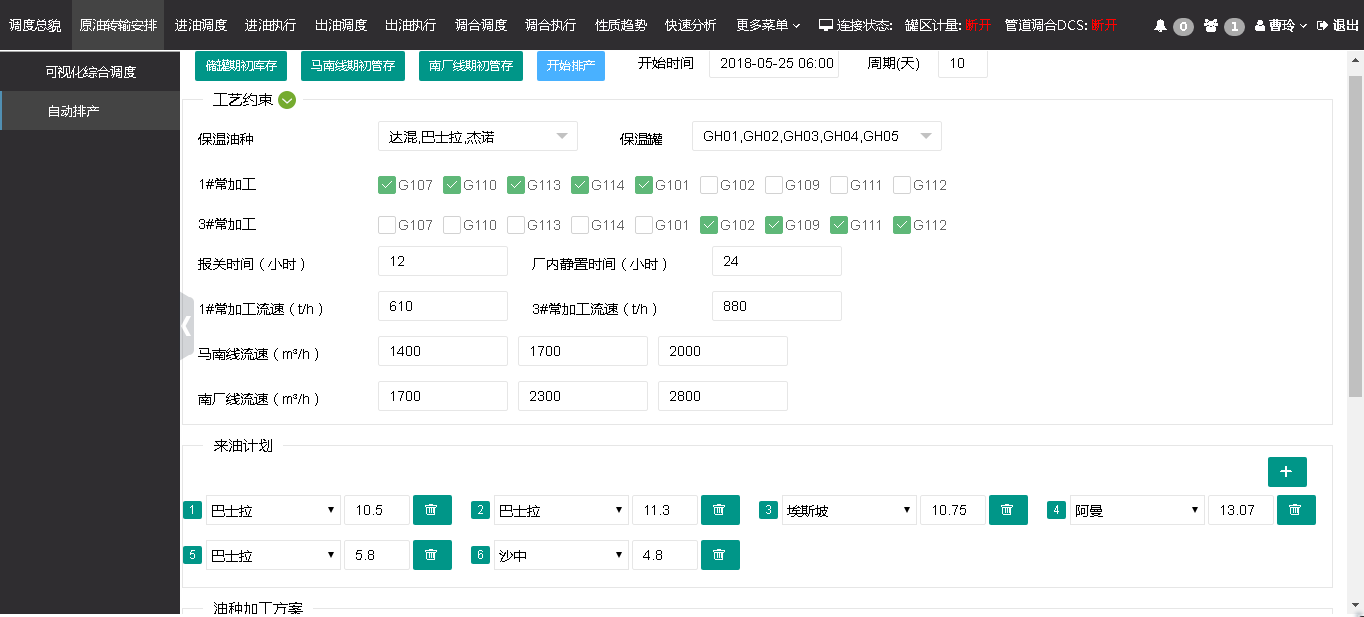 调度总貌 原油传输安排 进油调度 进油执行 出油调度 出油执行 调合调度 调合执行 性质趋势 快速分析 更多菜单 连接状态: 罐区计量: 断开 管道调合DCS: 断开 0 1 曹玲 退出
可视化综合调度
自动排产
储罐期初库存 马南线期初管存 南厂线期初管存 开始排产 开始时间 2018-05-25 06:00 周期(天) 10
工艺约束
保温油种 达混,巴士拉,杰诺 保温罐 GH01,GH02,GH03,GH04,GH05
1#常加工 G107 G110 G113 G114 G101 G102 G109 G111 G112
3#常加工 G107 G110 G113 G114 G101 G102 G109 G111 G112
报关时间（小时） 12 厂内静置时间（小时） 24
1#常加工流速（t/h） 610 3#常加工流速（t/h） 880
马南线流速（m³/h） 1400 1700 2000
南厂线流速（m³/h） 1700 2300 2800
来油计划
+
1 巴士拉 10.5 2 巴士拉 11.3 3 埃斯坡 10.75 4 阿曼 13.07
5 巴士拉 5.8 6 沙中 4.8
油种加工方案